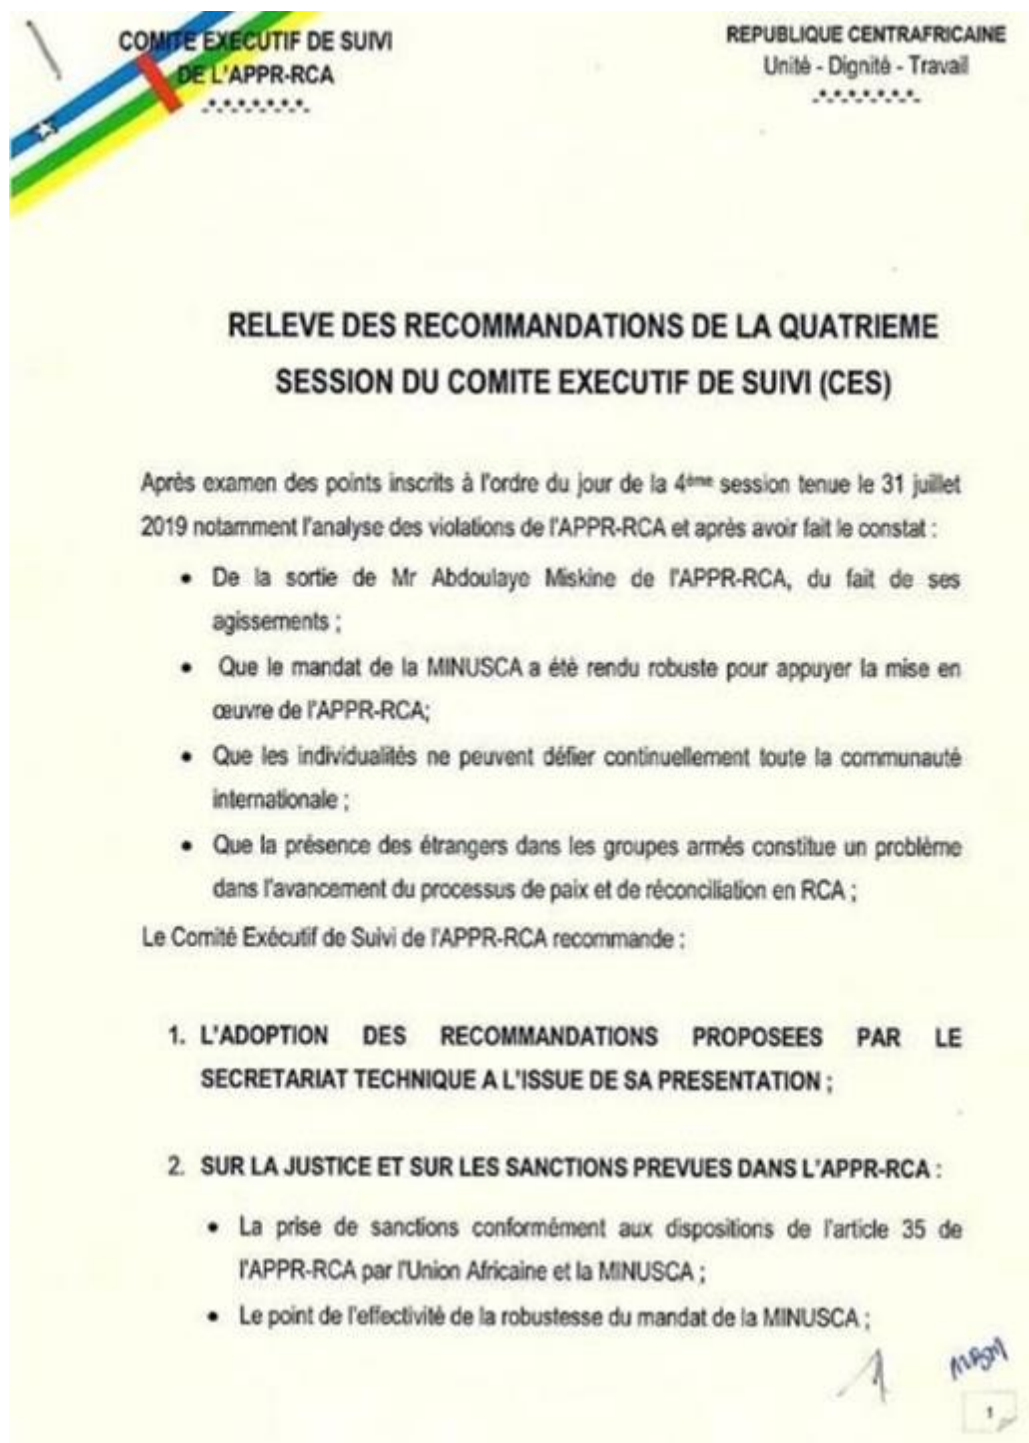 COMITE EXECUTIF DE SUIVI
DE L'APPR-RCA
REPUBLIQUE CENTRAFRICAINE
Unité - Dignité - Travail
RELEVE DES RECOMMANDATIONS DE LA QUATRIEME
SESSION DU COMITE EXECUTIF DE SUIVI (CES)
Après examen des points inscrits à l'ordre du jour de la 4ème session tenue le 31 juillet
2019 notamment l'analyse des violations de l'APPR-RCA et après avoir fait le constat :
• De la sortie de Mr Abdoulaye Miskine de l'APPR-RCA, du fait de ses
agissements ;
• Que le mandat de la MINUSCA a été rendu robuste pour appuyer la mise en
œuvre de l'APPR-RCA;
• Que les individualités ne peuvent défier continuellement toute la communauté
internationale ;
• Que la présence des étrangers dans les groupes armés constitue un problème
dans l'avancement du processus de paix et de réconciliation en RCA ;
Le Comité Exécutif de Suivi de l'APPR-RCA recommande :
1. L'ADOPTION DES RECOMMANDATIONS PROPOSEES PAR LE
SECRETARIAT TECHNIQUE A L'ISSUE DE SA PRESENTATION ;
2. SUR LA JUSTICE ET SUR LES SANCTIONS PREVUES DANS L'APPR-RCA :
• La prise de sanctions conformément aux dispositions de l'article 35 de
l'APPR-RCA par l'Union Africaine et la MINUSCA ;
• Le point de l'effectivité de la robustesse du mandat de la MINUSCA ;
MBM
1